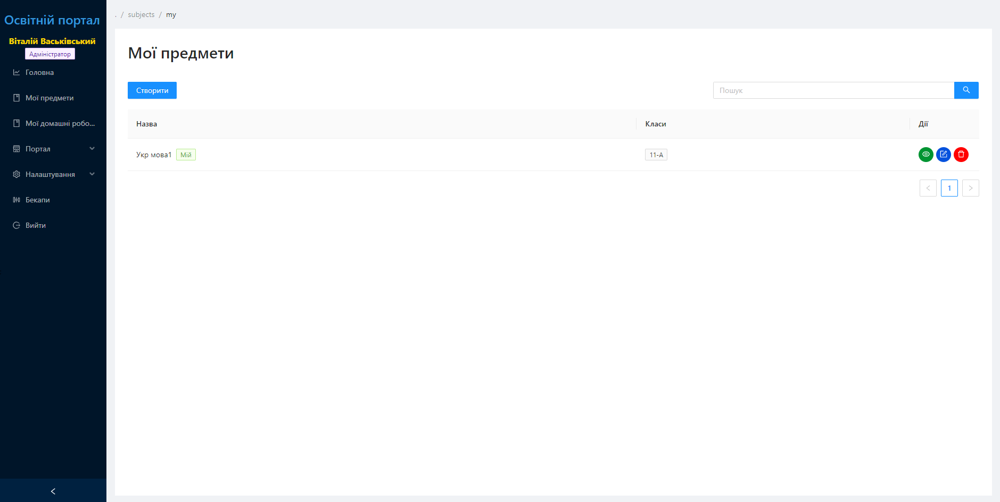 Освітній портал
Віталій Васьківський
Адміністратор
Головна
Мої предмети
Мої домашні робо...
Портал
Налаштування
Бекапи
Вийти
. / subjects / my
Мої предмети
Створити
Пошук
Назва Класи Дії
Укр мова1 Мій 11-А
1